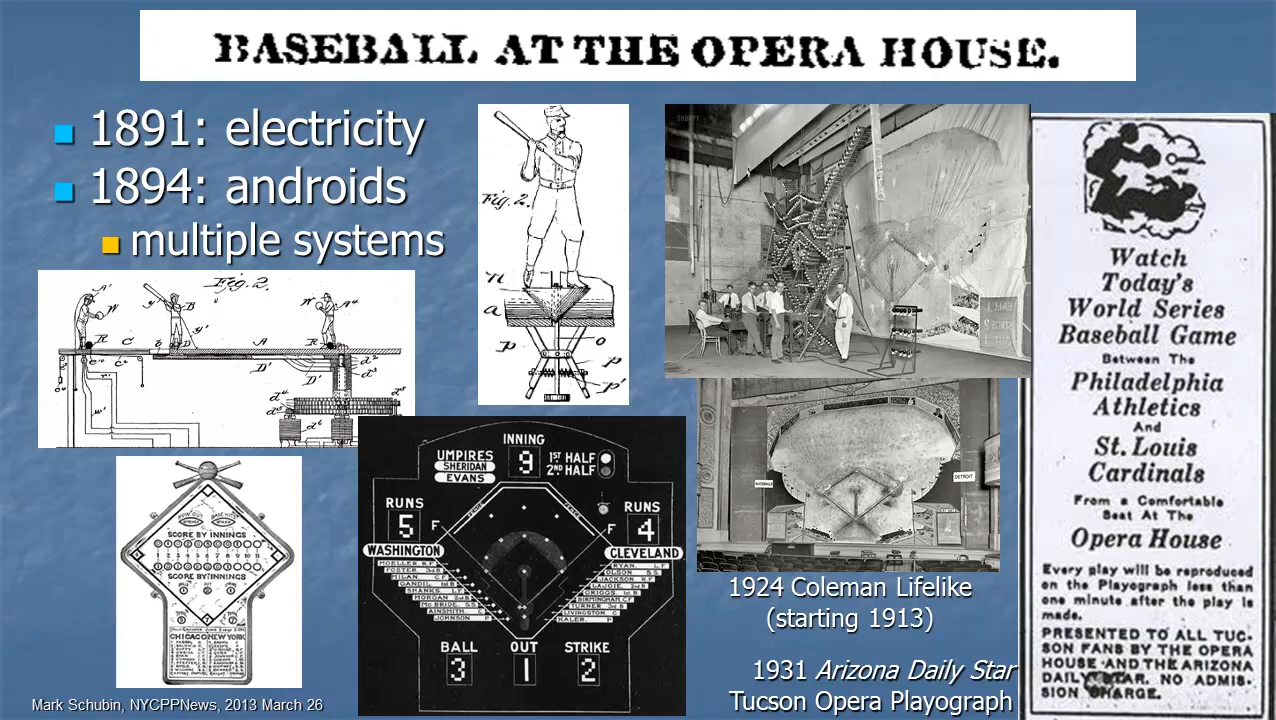 BASEBALL AT THE OPERA HOUSE.
1891: electricity
1894: androids
multiple systems
Fig. 2.
Fig. 2.
SHORPY
SCORE BY INNINGS
SCORE BY INNINGS
CHICAGO NEW YORK
INNING
9
1ST HALF
2ND HALF
UMPIRES
SHERIDAN
EVANS
RUNS
5
RUNS
4
F
F
FENCE
FENCE
WASHINGTON
CLEVELAND
MOELLER. R.F
FOSTER. 3RD B
MILAN. C.F
GANDIL. 1ST B
SHANKS. L.F
MORGAN 2ND B
MC BRIDE. S.S
AINSMITH. C
JOHNSON P
RYAN. L.F
OLSON S.S
JACKSON R.F
LAJOIE. 2ND B
GRIGGS. 1ST B
BIRMINGHAM C.F
TURNER 3RD B
LIVINGSTON. C
KALER. P
BALL
3
OUT
1
STRIKE
2
NATIONALS
DETROIT
1924 Coleman Lifelike
(starting 1913)
1931 Arizona Daily Star
Tucson Opera Playograph
Watch
Today's
World Series
Baseball Game
Between The
Philadelphia
Athletics
And
St. Louis
Cardinals
From a Comfortable
Seat At The
Opera House
Every play will be reproduced
on the Playograph less than
one minute after the play is
made.
PRESENTED TO ALL TUC-
SON FANS BY THE OPERA
HOUSE AND THE ARIZONA
DAILY STAR. NO ADMIS-
SION CHARGE.
Mark Schubin, NYCPPNews, 2013 March 26